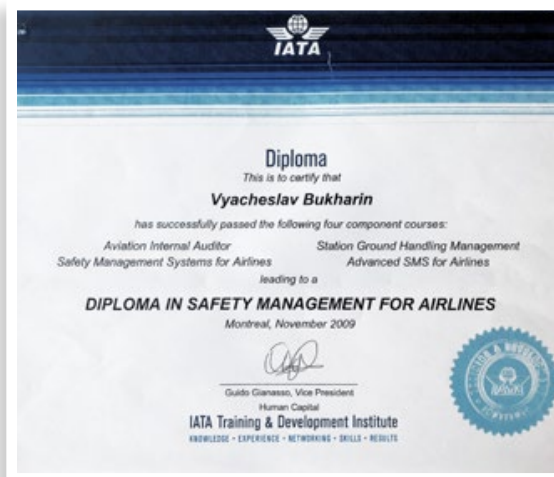 IATA
Diploma
This is to certify that
Vyacheslav Bukharin
has successfully passed the following four component courses:
Aviation Internal Auditor Station Ground Handling Management
Safety Management Systems for Airlines Advanced SMS for Airlines
leading to a
DIPLOMA IN SAFETY MANAGEMENT FOR AIRLINES
Montreal, November 2009
Guido Gianasso, Vice President
Human Capital
IATA Training & Development Institute
KNOWLEDGE - EXPERIENCE - NETWORKING - SKILLS - RESULTS